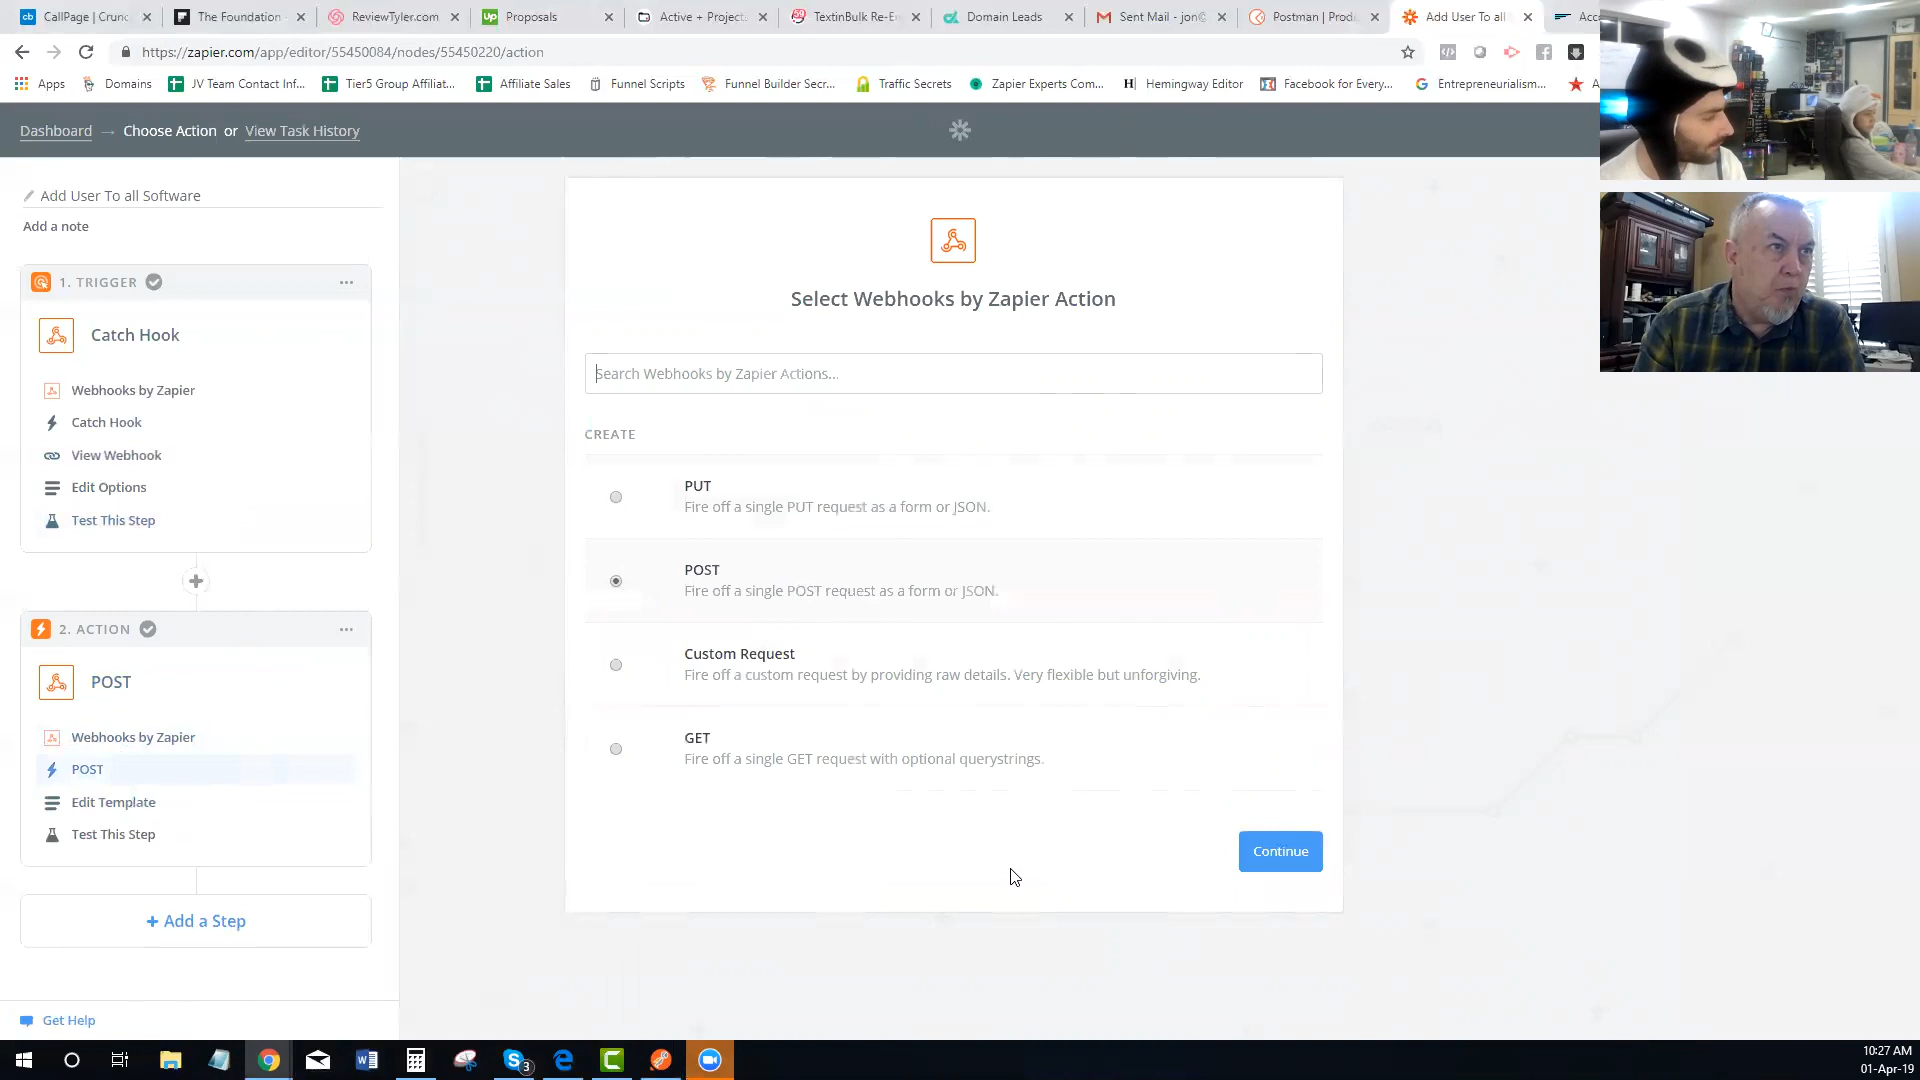 CallPage | Crunc
The Foundation
ReviewTyler.com
Proposals
Active + Project
TextinBulk Re-En
Domain Leads
Sent Mail - jon@
Postman | Produ
Add User To all
Acc
https://zapier.com/app/editor/55450084/nodes/55450220/action
Apps
Domains
JV Team Contact Inf...
Tier5 Group Affiliat...
Affiliate Sales
Funnel Scripts
Funnel Builder Secr...
Traffic Secrets
Zapier Experts Com...
Hemingway Editor
Facebook for Every...
Entrepreneurialism...
Dashboard → Choose Action or View Task History
Add User To all Software
Add a note
1. TRIGGER
Catch Hook
Webhooks by Zapier
Catch Hook
View Webhook
Edit Options
Test This Step
2. ACTION
POST
Webhooks by Zapier
POST
Edit Template
Test This Step
+ Add a Step
Get Help
Select Webhooks by Zapier Action
Search Webhooks by Zapier Actions...
CREATE
PUT
Fire off a single PUT request as a form or JSON.
POST
Fire off a single POST request as a form or JSON.
Custom Request
Fire off a custom request by providing raw details. Very flexible but unforgiving.
GET
Fire off a single GET request with optional querystrings.
Continue
3
10:27 AM
01-Apr-19